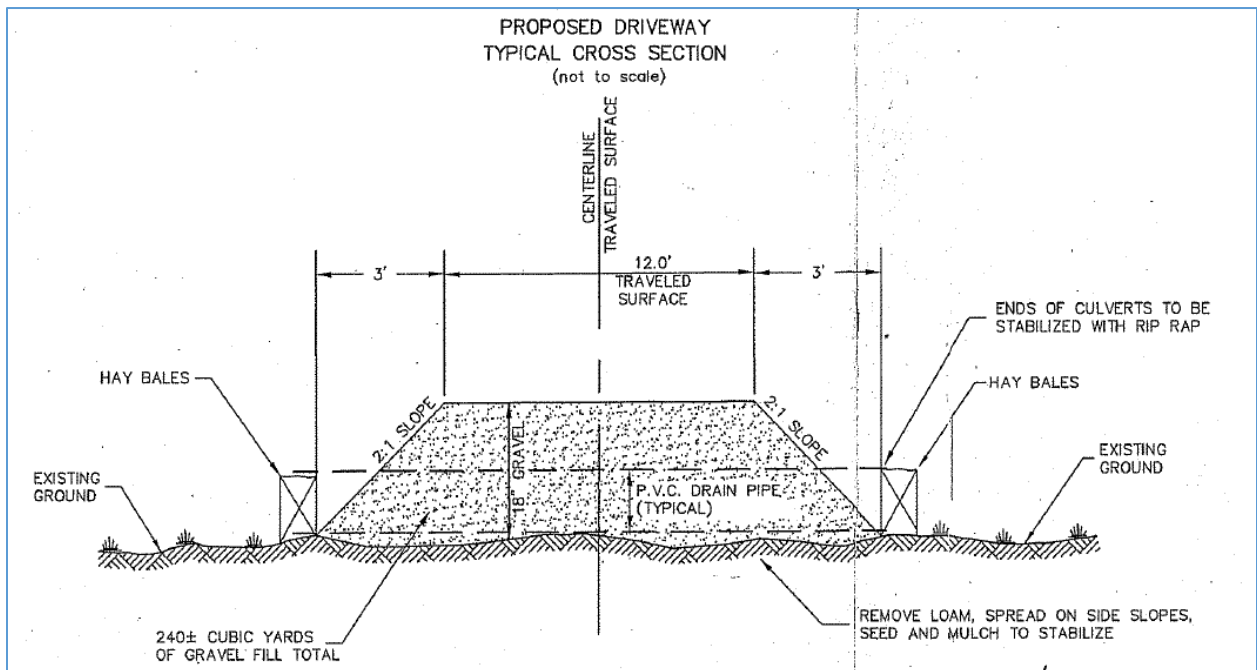 PROPOSED DRIVEWAY
TYPICAL CROSS SECTION
(not to scale)
CENTERLINE
TRAVELED SURFACE
3'
12.0'
TRAVELED
SURFACE
3'
ENDS OF CULVERTS TO BE
STABILIZED WITH RIP RAP
HAY BALES
HAY BALES
2:1 SLOPE
2:1 SLOPE
18" GRAVEL
EXISTING
GROUND
P.V.C. DRAIN PIPE
(TYPICAL)
EXISTING
GROUND
240± CUBIC YARDS
OF GRAVEL FILL TOTAL
REMOVE LOAM, SPREAD ON SIDE SLOPES,
SEED AND MULCH TO STABILIZE